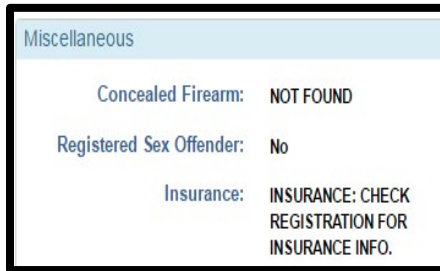 Miscellaneous
Concealed Firearm: NOT FOUND
Registered Sex Offender: No
Insurance: INSURANCE: CHECK
REGISTRATION FOR
INSURANCE INFO.